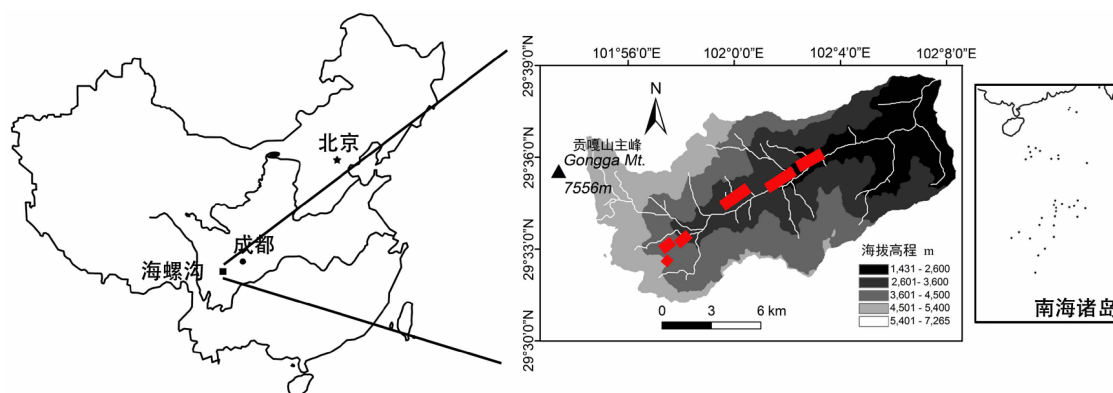 北京
成都
海螺沟
101°56'0"E
102°0'0"E
102°4'0"E
102°8'0"E
29°39'0"N
29°36'0"N
29°33'0"N
29°30'0"N
N
贡嘎山主峰
Gongga Mt.
7556m
海拔高程 m
1,431 - 2,600
2,601 - 3,600
3,601 - 4,500
4,501 - 5,400
5,401 - 7,265
0 3 6 km
南海诸岛